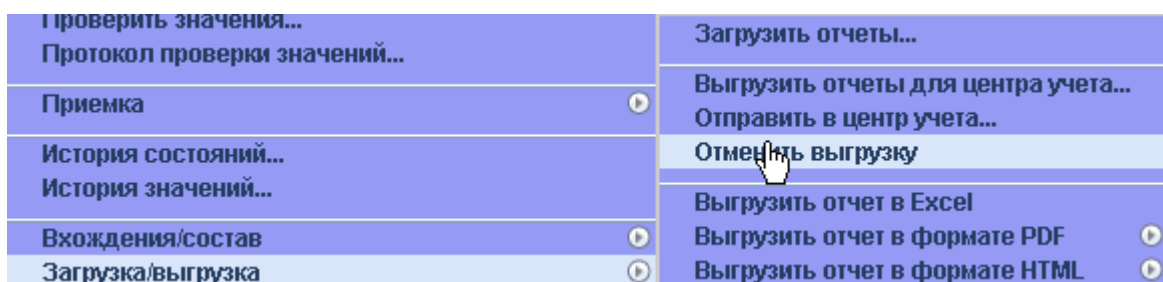 Проверить значения...
Протокол проверки значений...
Приемка
История состояний...
История значений...
Вхождения/состав
Загрузка/выгрузка
Загрузить отчеты...
Выгрузить отчеты для центра учета...
Отправить в центр учета...
Отменить выгрузку
Выгрузить отчет в Excel
Выгрузить отчет в формате PDF
Выгрузить отчет в формате HTML